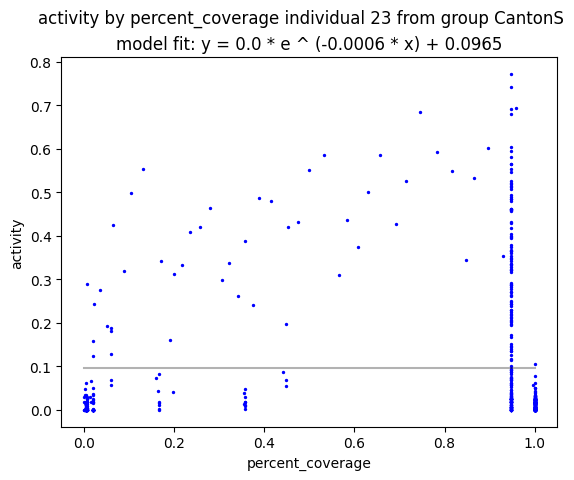 activity by percent_coverage individual 23 from group CantonS
model fit: y = 0.0 * e ^ (-0.0006 * x) + 0.0965
0.8
0.7
0.6
0.5
0.4
0.3
0.2
0.1
0.0
activity
0.0 0.2 0.4 0.6 0.8 1.0
percent_coverage